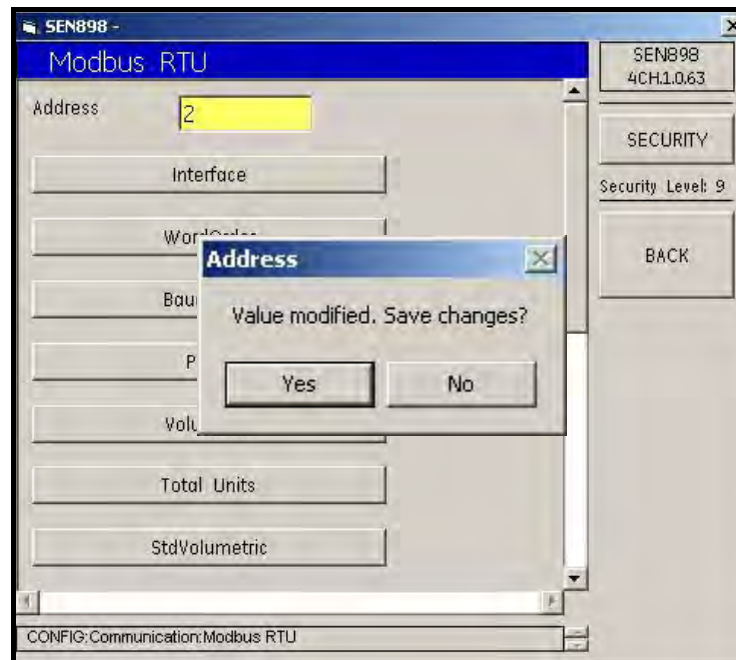 SEN898 -
Modbus RTU
SEN898
4CH.1.0.63
Address
2
SECURITY
Interface
Security Level: 9
BACK
Address
Value modified. Save changes?
Yes
No
Total Units
StdVolumetric
CONFIG:Communication:Modbus RTU